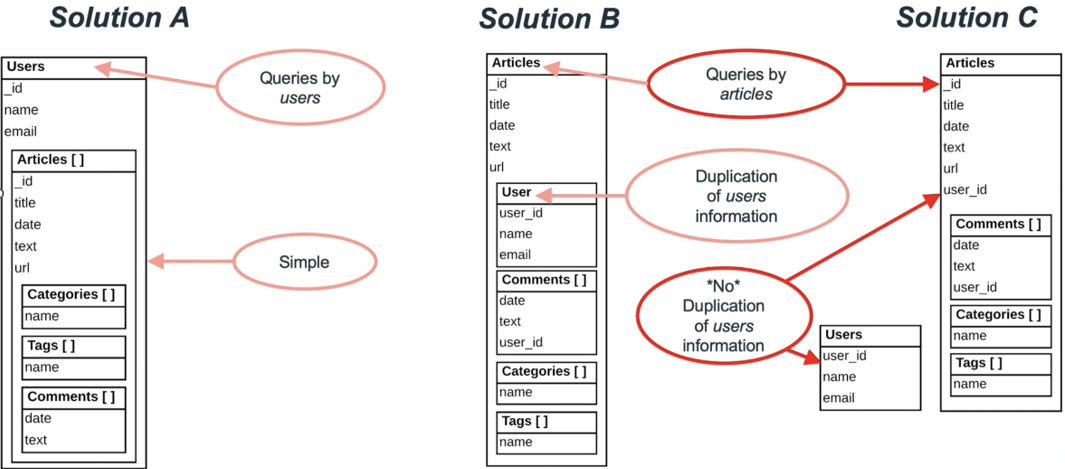 Solution A
Users
_id
name
email
Articles [ ]
_id
title
date
text
url
Categories [ ]
name
Tags [ ]
name
Comments [ ]
date
text
Queries by
users
Simple
Solution B
Articles
_id
title
date
text
url
User
user_id
name
email
Comments [ ]
date
text
user_id
Categories [ ]
name
Tags [ ]
name
Queries by
articles
Duplication
of users
information
*No*
Duplication
of users
information
Users
user_id
name
email
Solution C
Articles
_id
title
date
text
url
user_id
Comments [ ]
date
text
user_id
Categories [ ]
name
Tags [ ]
name